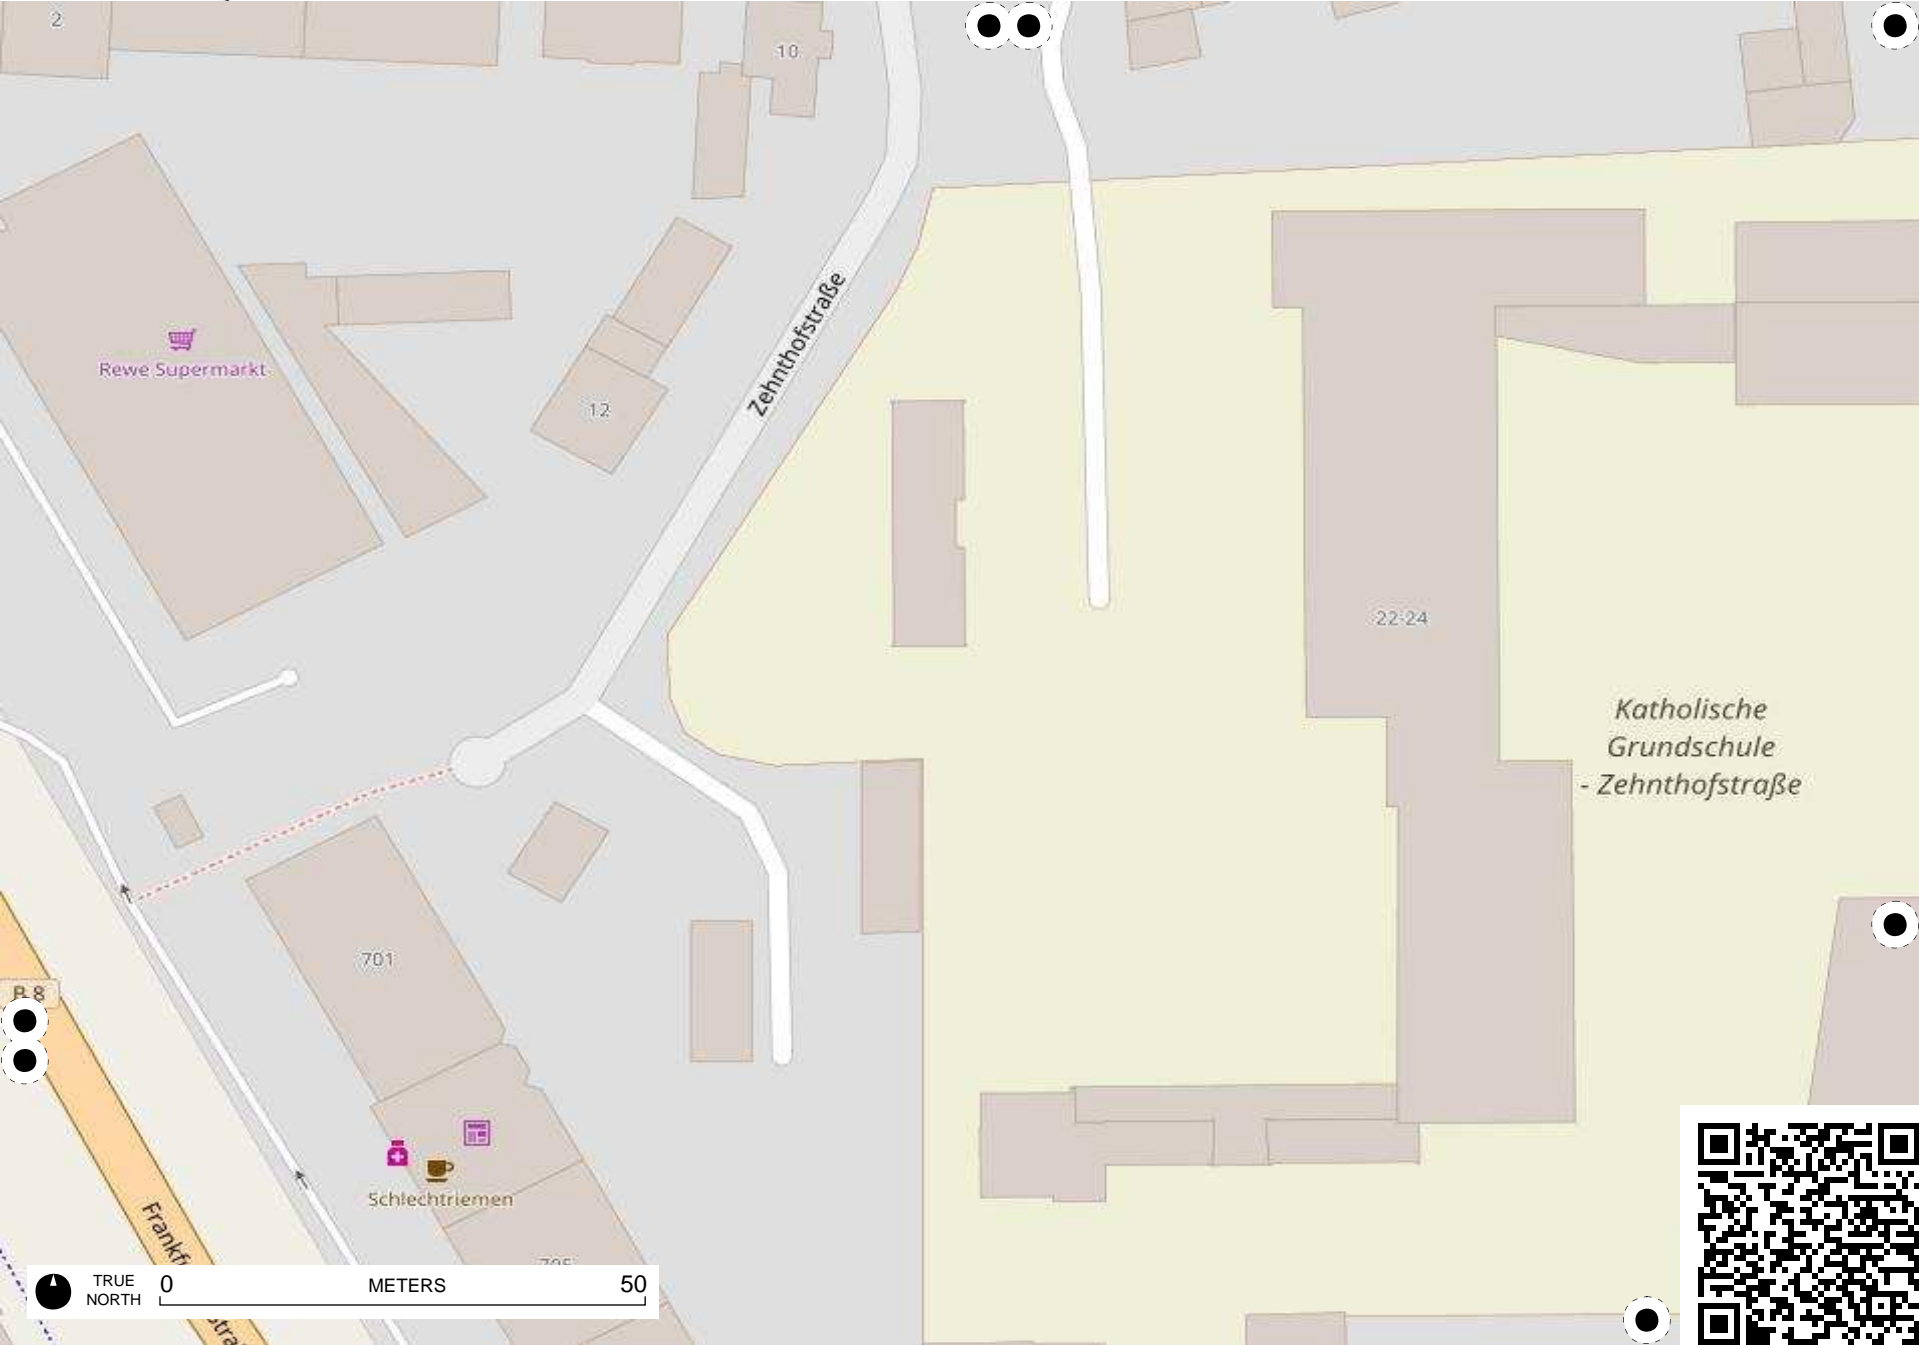 2
10
Zehnthofstraße
Rewe Supermarkt
12
22-24
Katholische
Grundschule
- Zehnthofstraße
701
B 8
Schlechtriemen
705
TRUE
NORTH
0
METERS
50